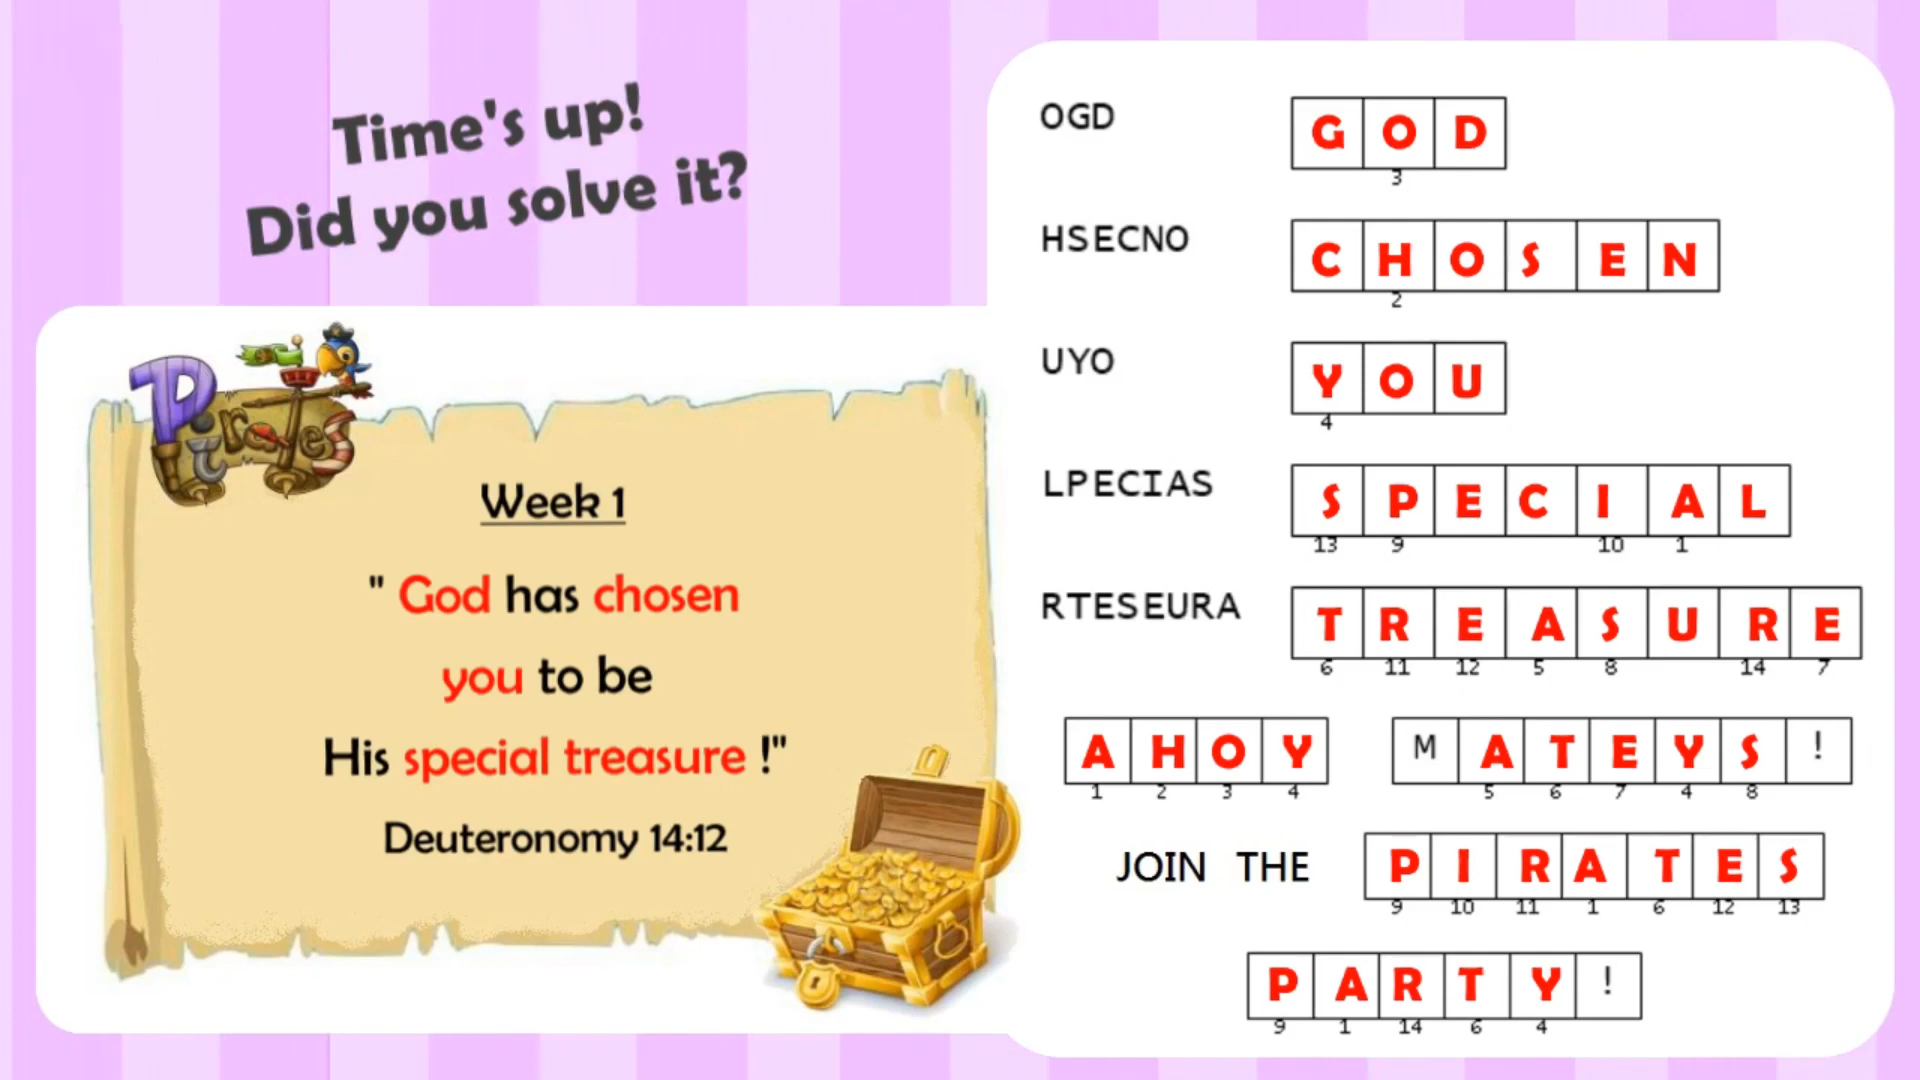 Time's up!
Did you solve it?
Pirates
Week 1
" God has chosen
you to be
His special treasure !"
Deuteronomy 14:12
OGD
G O D
3
HSECNO
C H O S E N
2
UYO
Y O U
4
LPECIAS
S P E C I A L
13 9 10 1
RTESEURA
T R E A S U R E
6 11 12 5 8 14 7
A H O Y M A T E Y S !
1 2 3 4 5 6 7 4 8
JOIN THE P I R A T E S
9 10 11 1 6 12 13
P A R T Y !
9 1 14 6 4